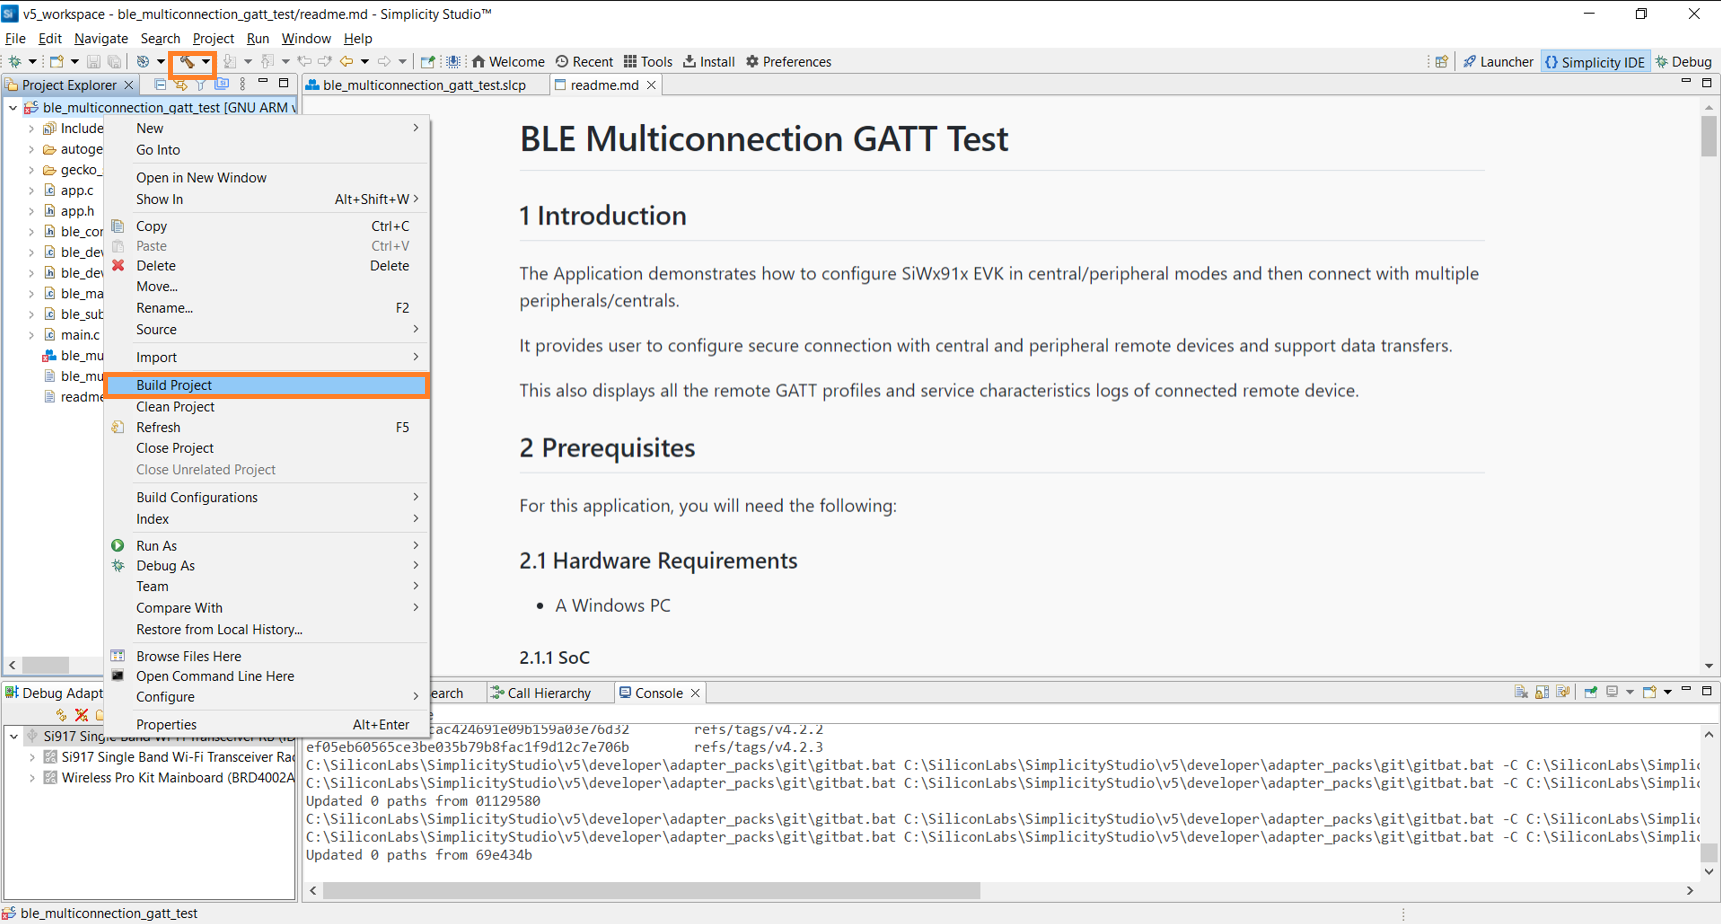 v5_workspace - ble_multiconnection_gatt_test/readme.md - Simplicity Studio™
File Edit Navigate Search Project Run Window Help
Welcome Recent Tools Install Preferences Launcher Simplicity IDE Debug
Project Explorer
ble_multiconnection_gatt_test.slcp
readme.md
ble_multiconnection_gatt_test [GNU ARM v
Include
autoge
gecko_
app.c
app.h
ble_cor
ble_dev
ble_dev
ble_ma
ble_sub
main.c
ble_mu
ble_mu
readme
New
Go Into
Open in New Window
Show In Alt+Shift+W
Copy Ctrl+C
Paste Ctrl+V
Delete Delete
Move...
Rename... F2
Source
Import
Build Project
Clean Project
Refresh F5
Close Project
Close Unrelated Project
Build Configurations
Index
Run As
Debug As
Team
Compare With
Restore from Local History...
Browse Files Here
Open Command Line Here
Configure
Properties Alt+Enter
BLE Multiconnection GATT Test
1 Introduction
The Application demonstrates how to configure SiWx91x EVK in central/peripheral modes and then connect with multiple
peripherals/centrals.
It provides user to configure secure connection with central and peripheral remote devices and support data transfers.
This also displays all the remote GATT profiles and service characteristics logs of connected remote device.
2 Prerequisites
For this application, you will need the following:
2.1 Hardware Requirements
• A Windows PC
2.1.1 SoC
Debug Adapt
Si917 Single
Si917 Single Band Wi-Fi Transceiver Rac
Wireless Pro Kit Mainboard (BRD4002A
earch Call Hierarchy Console
cac424691e09b159a03e76d32 refs/tags/v4.2.2
ef05eb60565ce3be035b79b8fac1f9d12c7e706b refs/tags/v4.2.3
C:\SiliconLabs\SimplicityStudio\v5\developer\adapter_packs\git\gitbat.bat C:\SiliconLabs\SimplicityStudio\v5\developer\adapter_packs\git\gitbat.bat -C C:\SiliconLabs\Simplic
C:\SiliconLabs\SimplicityStudio\v5\developer\adapter_packs\git\gitbat.bat C:\SiliconLabs\SimplicityStudio\v5\developer\adapter_packs\git\gitbat.bat -C C:\SiliconLabs\Simplic
Updated 0 paths from 01129580
C:\SiliconLabs\SimplicityStudio\v5\developer\adapter_packs\git\gitbat.bat C:\SiliconLabs\SimplicityStudio\v5\developer\adapter_packs\git\gitbat.bat -C C:\SiliconLabs\Simplic
C:\SiliconLabs\SimplicityStudio\v5\developer\adapter_packs\git\gitbat.bat C:\SiliconLabs\SimplicityStudio\v5\developer\adapter_packs\git\gitbat.bat -C C:\SiliconLabs\Simplic
Updated 0 paths from 69e434b
ble_multiconnection_gatt_test